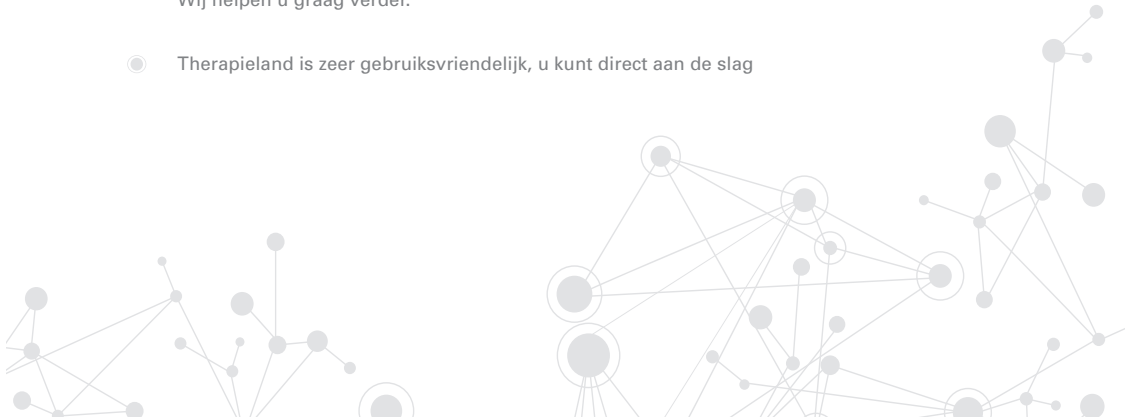 Wij helpen u graag verder.
Therapieland is zeer gebruiksvriendelijk, u kunt direct aan de slag